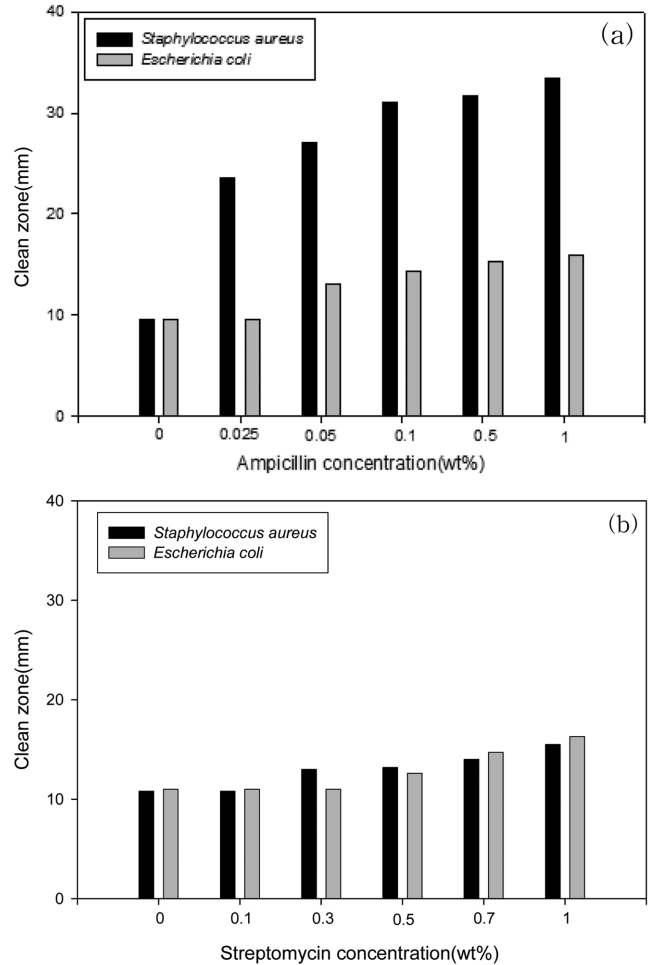 40
(a)
Staphylococcus aureus
Escherichia coli
30
20
10
0
Clean zone(mm)
0 0.025 0.05 0.1 0.5 1
Ampicillin concentration(wt%)
40
(b)
Staphylococcus aureus
Escherichia coli
30
20
10
0
Clean zone(mm)
0 0.1 0.3 0.5 0.7 1
Streptomycin concentration(wt%)